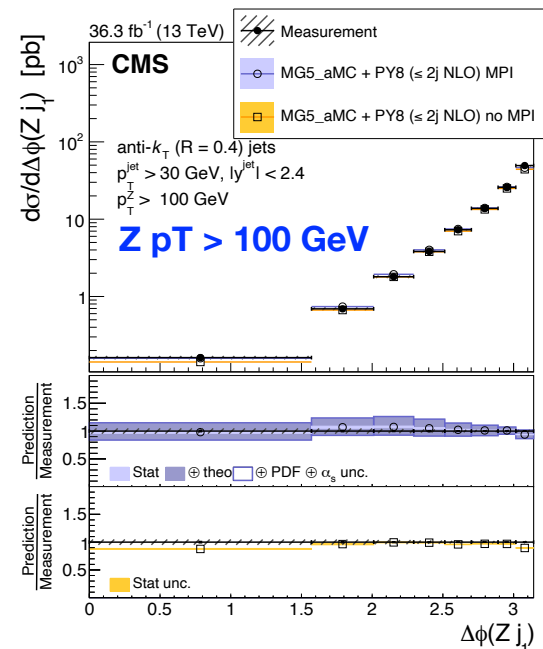 36.3 fb⁻¹ (13 TeV)
Measurement
MG5_aMC + PY8 (≤ 2j NLO) MPI
MG5_aMC + PY8 (≤ 2j NLO) no MPI
CMS
anti-k_T (R = 0.4) jets
p_T^jet > 30 GeV, |y^jet| < 2.4
p_T^Z > 100 GeV
Z pT > 100 GeV
dσ/dΔϕ(Z j₁) [pb]
10³
10²
10
1
Prediction
Measurement
1.5
1
0.5
Stat ⊕ theo ⊕ PDF ⊕ α_s unc.
Prediction
Measurement
1.5
1
0.5
Stat unc.
0 0.5 1 1.5 2 2.5 3
Δϕ(Z j₁)